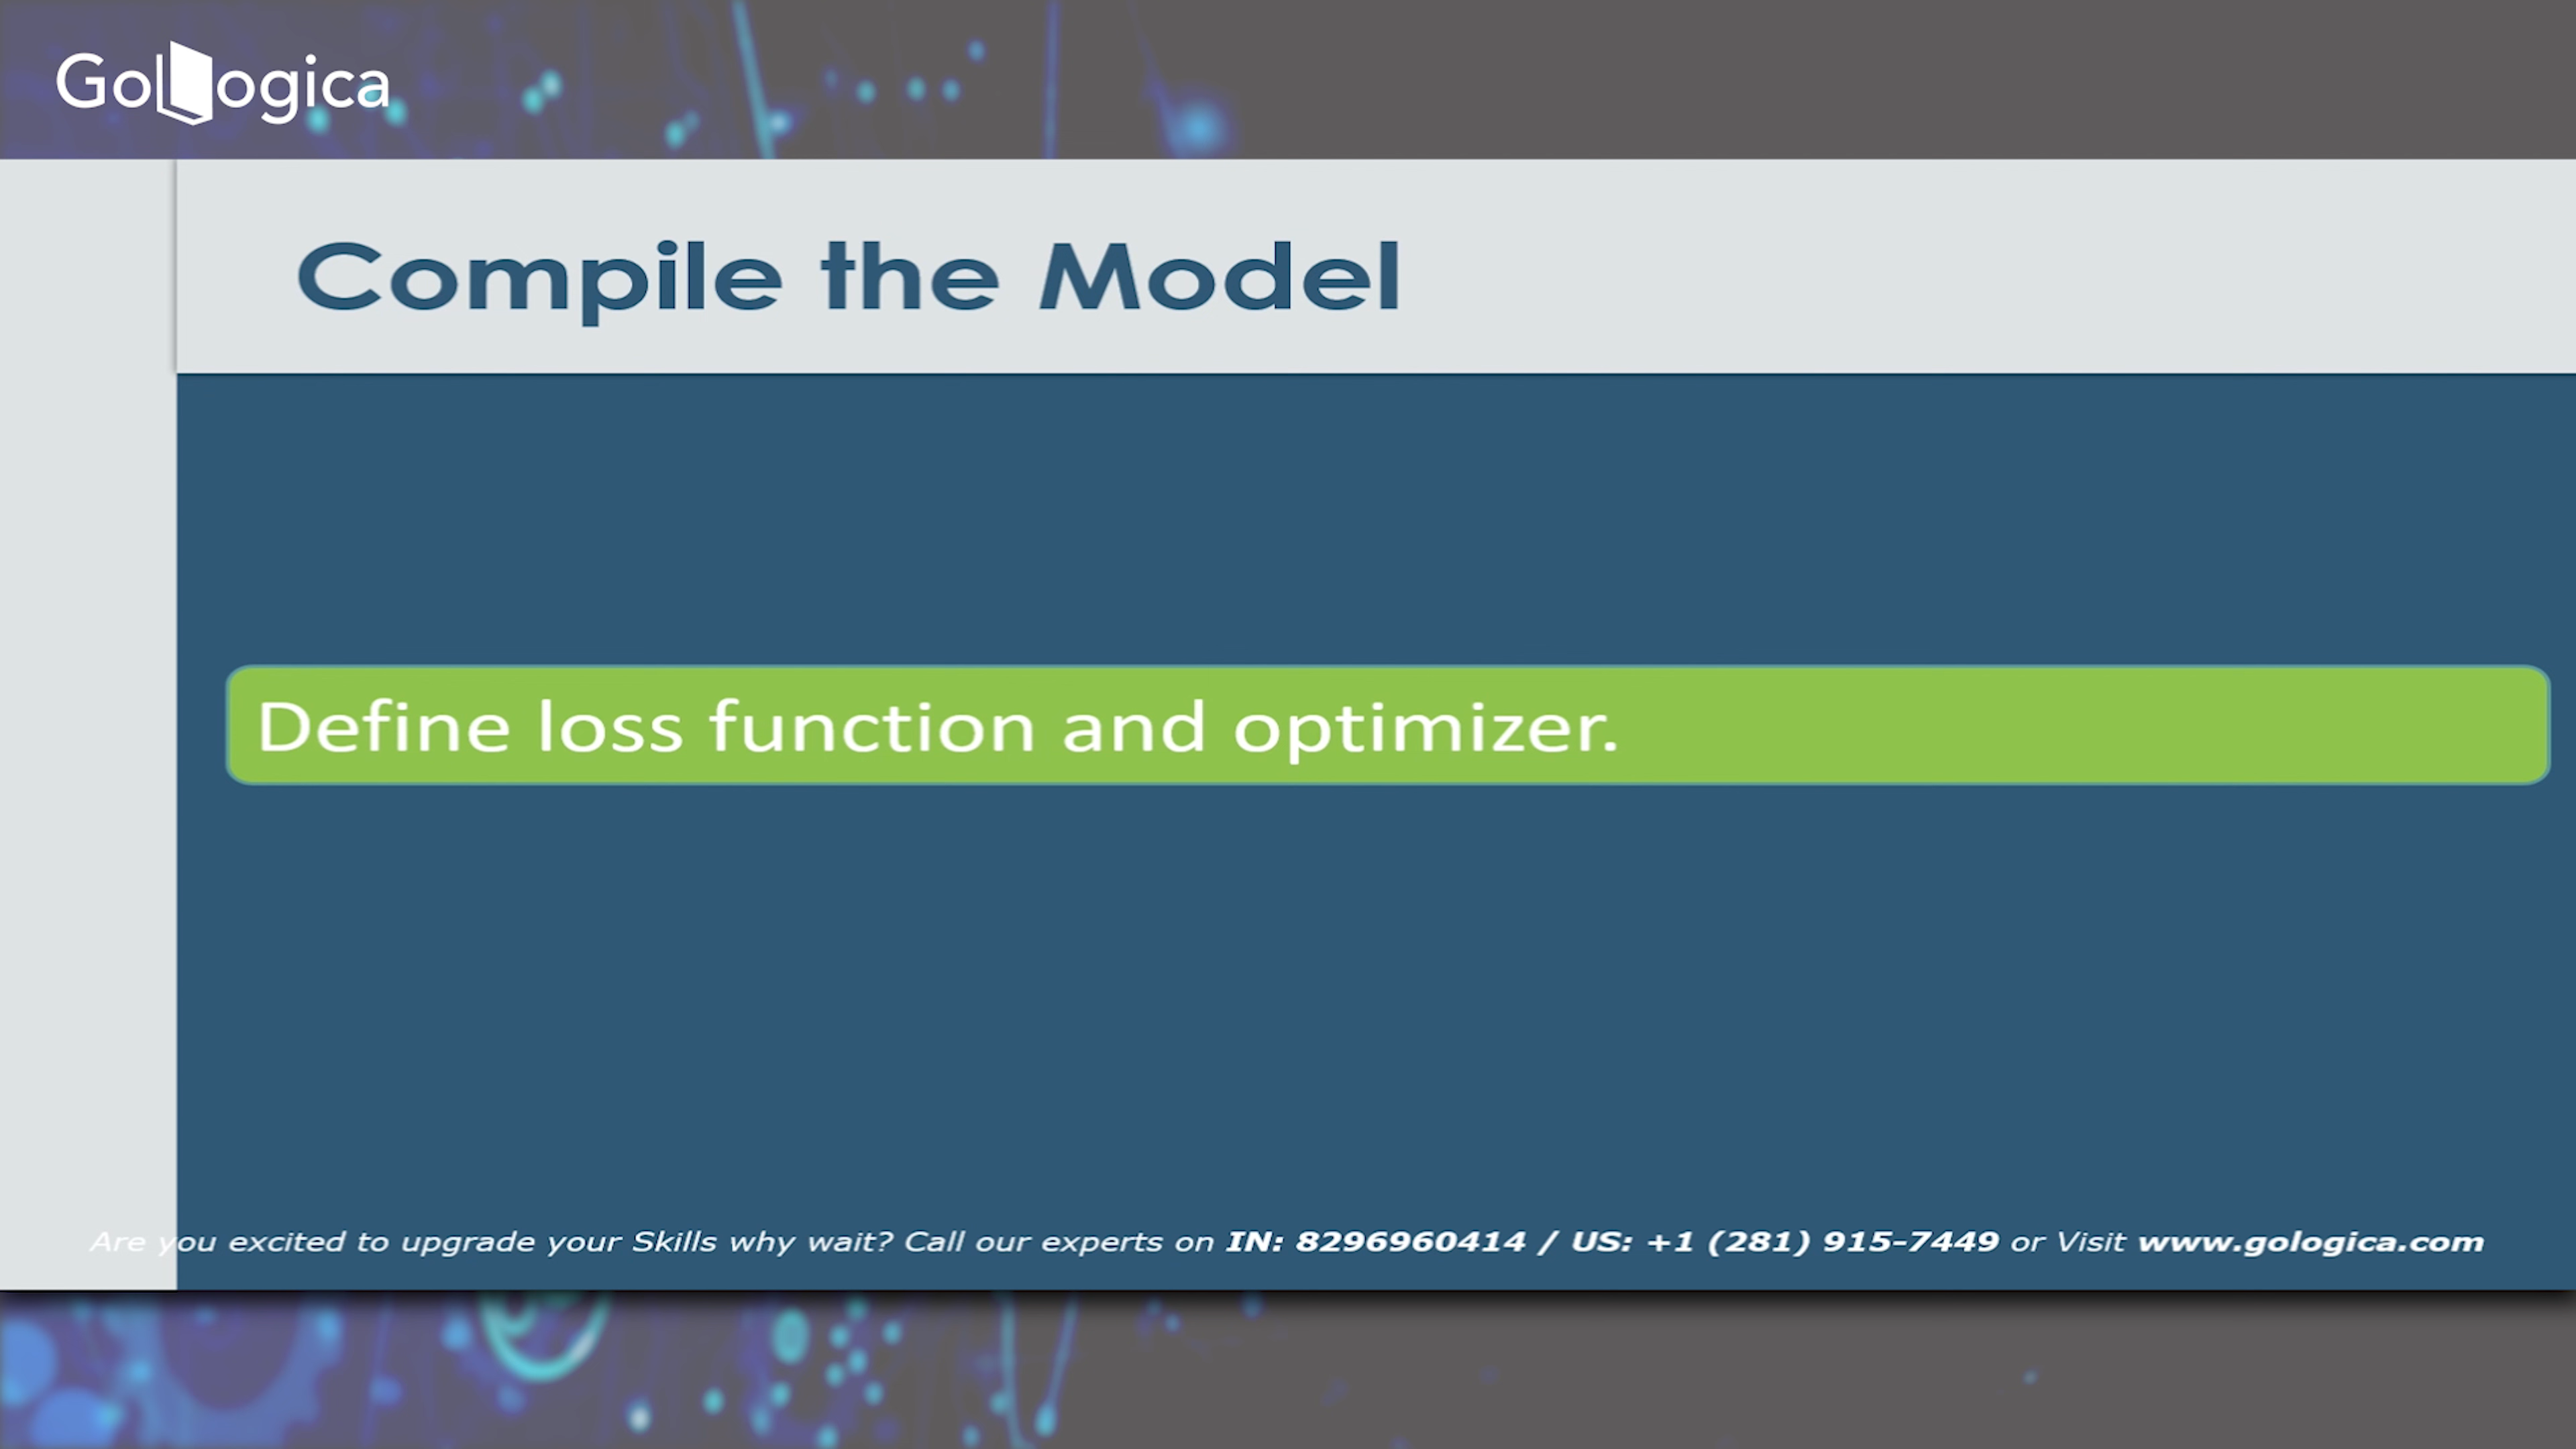 GoLogica
Compile the Model
Define loss function and optimizer.
Are you excited to upgrade your Skills why wait? Call our experts on IN: 8296960414 / US: +1 (281) 915-7449 or Visit www.gologica.com